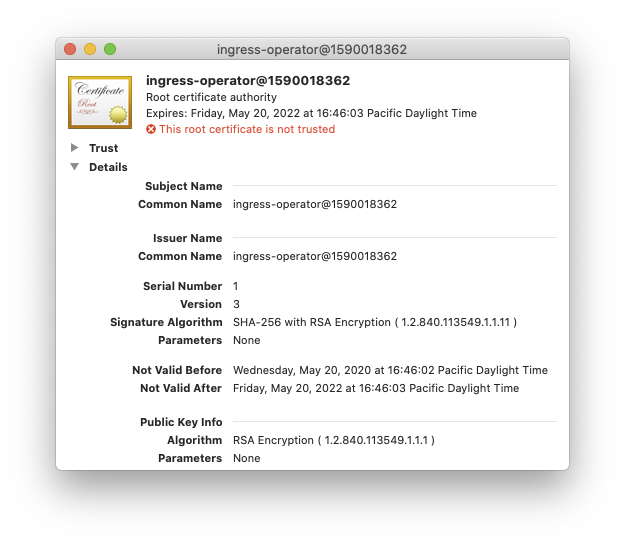 ingress-operator@1590018362
Certificate
Root
ingress-operator@1590018362
Root certificate authority
Expires: Friday, May 20, 2022 at 16:46:03 Pacific Daylight Time
This root certificate is not trusted
Trust
Details
Subject Name
Common Name ingress-operator@1590018362
Issuer Name
Common Name ingress-operator@1590018362
Serial Number 1
Version 3
Signature Algorithm SHA-256 with RSA Encryption ( 1.2.840.113549.1.1.11 )
Parameters None
Not Valid Before Wednesday, May 20, 2020 at 16:46:02 Pacific Daylight Time
Not Valid After Friday, May 20, 2022 at 16:46:03 Pacific Daylight Time
Public Key Info
Algorithm RSA Encryption ( 1.2.840.113549.1.1.1 )
Parameters None